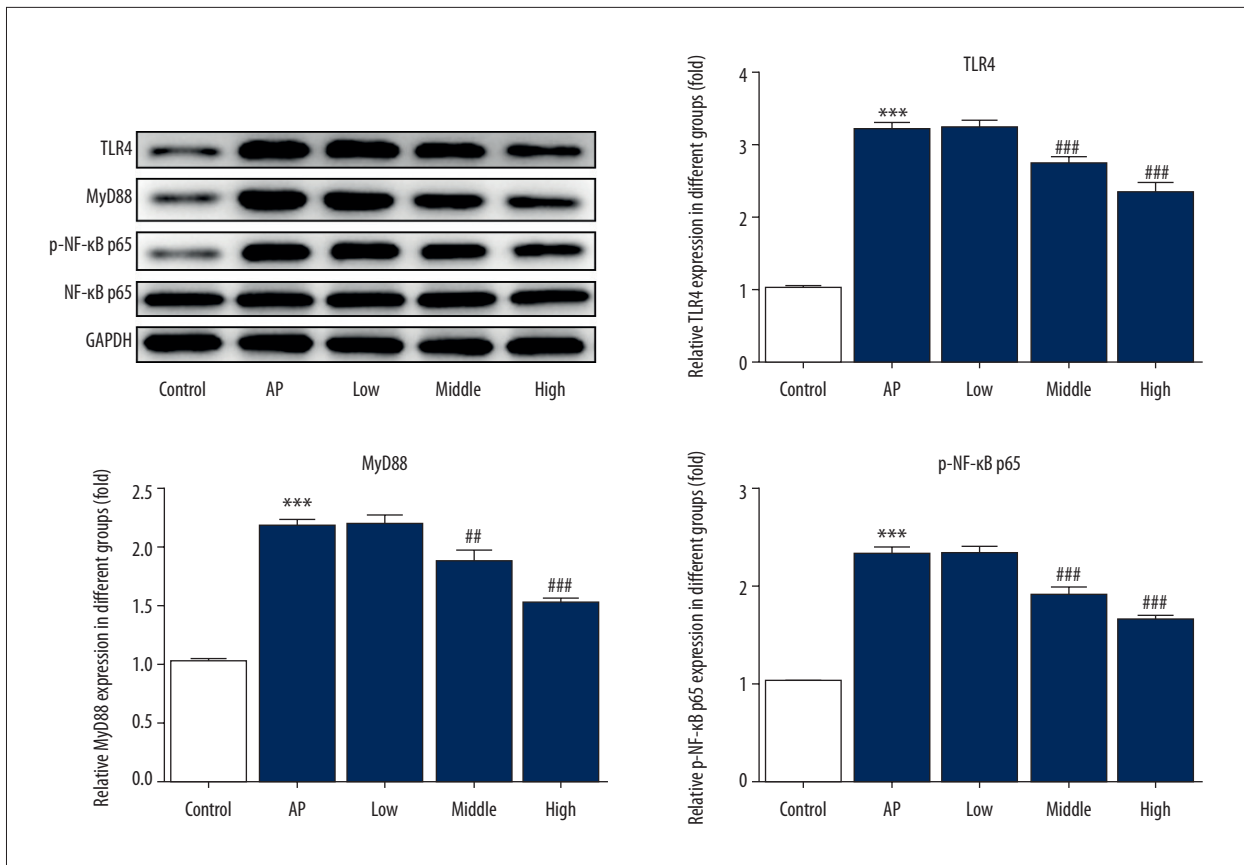 TLR4
MyD88
p-NF-κB p65
NF-κB p65
GAPDH
Control AP Low Middle High
TLR4
Relative TLR4 expression in different groups (fold)
4
3
2
1
0
***
###
###
Control AP Low Middle High
MyD88
Relative MyD88 expression in different groups (fold)
2.5
2.0
1.5
1.0
0.5
0.0
***
##
###
Control AP Low Middle High
p-NF-κB p65
Relative p-NF-κB p65 expression in different groups (fold)
3
2
1
0
***
###
###
Control AP Low Middle High